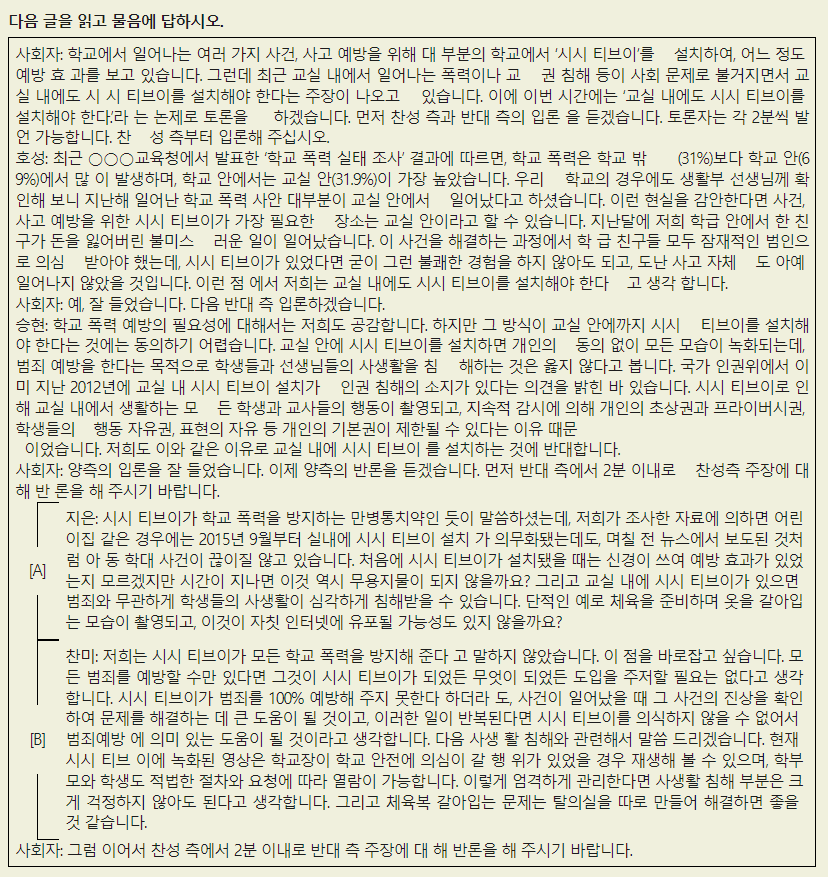 다음 글을 읽고 물음에 답하시오.
사회자: 학교에서 일어나는 여러 가지 사건, 사고 예방을 위해 대 부분의 학교에서 ‘시시 티브이’를 설치하여, 어느 정도
예방 효 과를 보고 있습니다. 그런데 최근 교실 내에서 일어나는 폭력이나 교 권 침해 등이 사회 문제로 불거지면서 교
실 내에도 시 시 티브이를 설치해야 한다는 주장이 나오고 있습니다. 이에 이번 시간에는 ‘교실 내에도 시시 티브이를
설치해야 한다.’라 는 논제로 토론을 하겠습니다. 먼저 찬성 측과 반대 측의 입론 을 듣겠습니다. 토론자는 각 2분씩 발
언 가능합니다. 찬 성 측부터 입론해 주십시오.
호성: 최근 ○○○교육청에서 발표한 ‘학교 폭력 실태 조사’ 결과에 따르면, 학교 폭력은 학교 밖 (31%)보다 학교 안(6
9%)에서 많 이 발생하며, 학교 안에서는 교실 안(31.9%)이 가장 높았습니다. 우리 학교의 경우에도 생활부 선생님께 확
인해 보니 지난해 일어난 학교 폭력 사안 대부분이 교실 안에서 일어났다고 하셨습니다. 이런 현실을 감안한다면 사건,
사고 예방을 위한 시시 티브이가 가장 필요한 장소는 교실 안이라고 할 수 있습니다. 지난달에 저희 학급 안에서 한 친
구가 돈을 잃어버린 불미스 러운 일이 일어났습니다. 이 사건을 해결하는 과정에서 학 급 친구들 모두 잠재적인 범인으
로 의심 받아야 했는데, 시시 티브이가 있었다면 굳이 그런 불쾌한 경험을 하지 않아도 되고, 도난 사고 자체 도 아예
일어나지 않았을 것입니다. 이런 점 에서 저희는 교실 내에도 시시 티브이를 설치해야 한다 고 생각 합니다.
사회자: 예, 잘 들었습니다. 다음 반대 측 입론하겠습니다.
승현: 학교 폭력 예방의 필요성에 대해서는 저희도 공감합니다. 하지만 그 방식이 교실 안에까지 시시 티브이를 설치해
야 한다는 것에는 동의하기 어렵습니다. 교실 안에 시시 티브이를 설치하면 개인의 동의 없이 모든 모습이 녹화되는데,
범죄 예방을 한다는 목적으로 학생들과 선생님들의 사생활을 침 해하는 것은 옳지 않다고 봅니다. 국가 인권위에서 이
미 지난 2012년에 교실 내 시시 티브이 설치가 인권 침해의 소지가 있다는 의견을 밝힌 바 있습니다. 시시 티브이로 인
해 교실 내에서 생활하는 모 든 학생과 교사들의 행동이 촬영되고, 지속적 감시에 의해 개인의 초상권과 프라이버시권,
학생들의 행동 자유권, 표현의 자유 등 개인의 기본권이 제한될 수 있다는 이유 때문
이었습니다. 저희도 이와 같은 이유로 교실 내에 시시 티브이 를 설치하는 것에 반대합니다.
사회자: 양측의 입론을 잘 들었습니다. 이제 양측의 반론을 듣겠습니다. 먼저 반대 측에서 2분 이내로 찬성측 주장에 대
해 반 론을 해 주시기 바랍니다.
지은: 시시 티브이가 학교 폭력을 방지하는 만병통치약인 듯이 말씀하셨는데, 저희가 조사한 자료에 의하면 어린
이집 같은 경우에는 2015년 9월부터 실내에 시시 티브이 설치 가 의무화됐는데도, 며칠 전 뉴스에서 보도된 것처
럼 아 동 학대 사건이 끊이질 않고 있습니다. 처음에 시시 티브이가 설치됐을 때는 신경이 쓰여 예방 효과가 있었
[A] 는지 모르겠지만 시간이 지나면 이것 역시 무용지물이 되지 않을까요? 그리고 교실 내에 시시 티브이가 있으면
범죄와 무관하게 학생들의 사생활이 심각하게 침해받을 수 있습니다. 단적인 예로 체육을 준비하며 옷을 갈아입
는 모습이 촬영되고, 이것이 자칫 인터넷에 유포될 가능성도 있지 않을까요?
찬미: 저희는 시시 티브이가 모든 학교 폭력을 방지해 준다 고 말하지 않았습니다. 이 점을 바로잡고 싶습니다. 모
든 범죄를 예방할 수만 있다면 그것이 시시 티브이가 되었든 무엇이 되었든 도입을 주저할 필요는 없다고 생각
합니다. 시시 티브이가 범죄를 100% 예방해 주지 못한다 하더라 도, 사건이 일어났을 때 그 사건의 진상을 확인
하여 문제를 해결하는 데 큰 도움이 될 것이고, 이러한 일이 반복된다면 시시 티브이를 의식하지 않을 수 없어서
[B] 범죄예방 에 의미 있는 도움이 될 것이라고 생각합니다. 다음 사생 활 침해와 관련해서 말씀 드리겠습니다. 현재
시시 티브 이에 녹화된 영상은 학교장이 학교 안전에 의심이 갈 행 위가 있었을 경우 재생해 볼 수 있으며, 학부
모와 학생도 적법한 절차와 요청에 따라 열람이 가능합니다. 이렇게 엄격하게 관리한다면 사생활 침해 부분은 크
게 걱정하지 않아도 된다고 생각합니다. 그리고 체육복 갈아입는 문제는 탈의실을 따로 만들어 해결하면 좋을
것 같습니다.
사회자: 그럼 이어서 찬성 측에서 2분 이내로 반대 측 주장에 대 해 반론을 해 주시기 바랍니다.